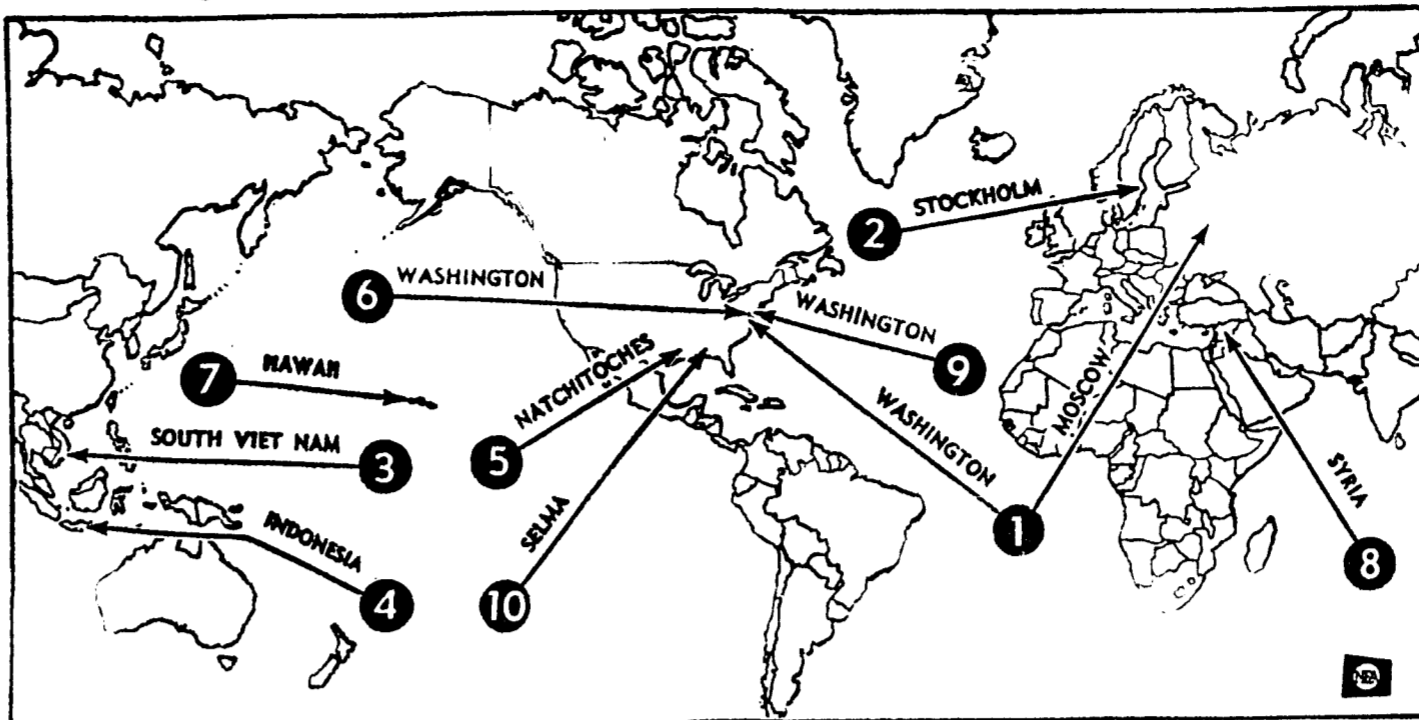 2 STOCKHOLM
6 WASHINGTON
WASHINGTON 9
7 HAWAII
NATCHITOCHES 5
MOSCOW
WASHINGTON
1
SOUTH VIET NAM 3
SYRIA 8
INDONESIA 4
SELMA 10
NEA